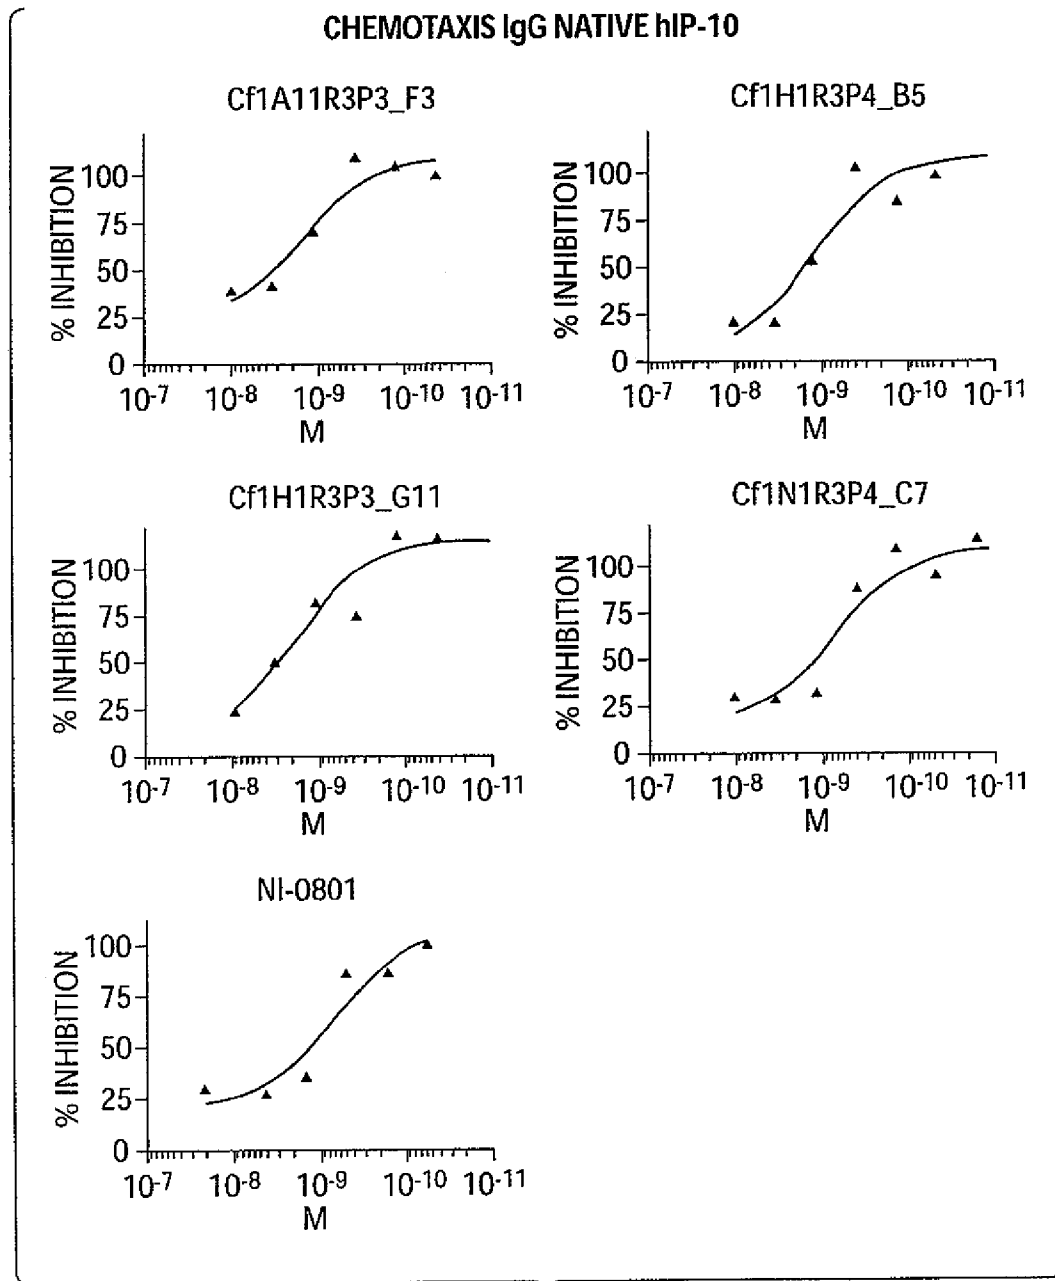 CHEMOTAXIS IgG NATIVE hIP-10
Cf1A11R3P3_F3
% INHIBITION
100
75
50
25
0
10-7 10-8 10-9 10-10 10-11
M
Cf1H1R3P4_B5
% INHIBITION
100
75
50
25
0
10-7 10-8 10-9 10-10 10-11
M
Cf1H1R3P3_G11
% INHIBITION
100
75
50
25
0
10-7 10-8 10-9 10-10 10-11
M
Cf1N1R3P4_C7
% INHIBITION
100
75
50
25
0
10-7 10-8 10-9 10-10 10-11
M
NI-0801
% INHIBITION
100
75
50
25
0
10-7 10-8 10-9 10-10 10-11
M